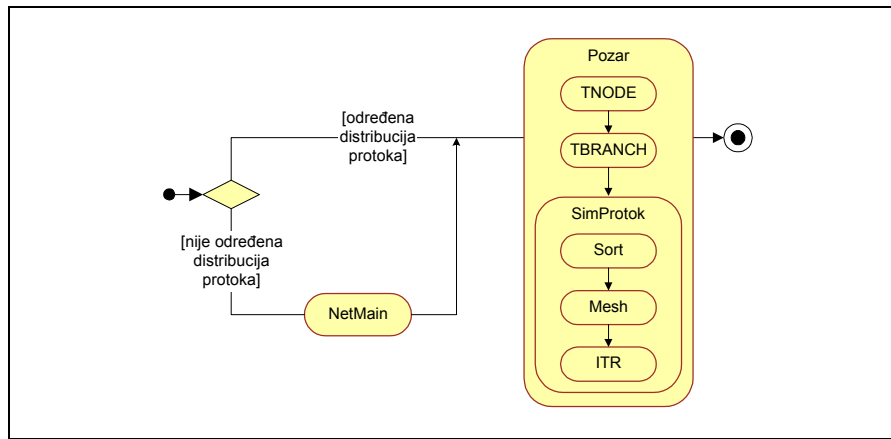 Pozar
TNODE
[određena
distribucija
protoka]
TBRANCH
SimProtok
[nije određena
distribucija
protoka]
Sort
NetMain
Mesh
ITR